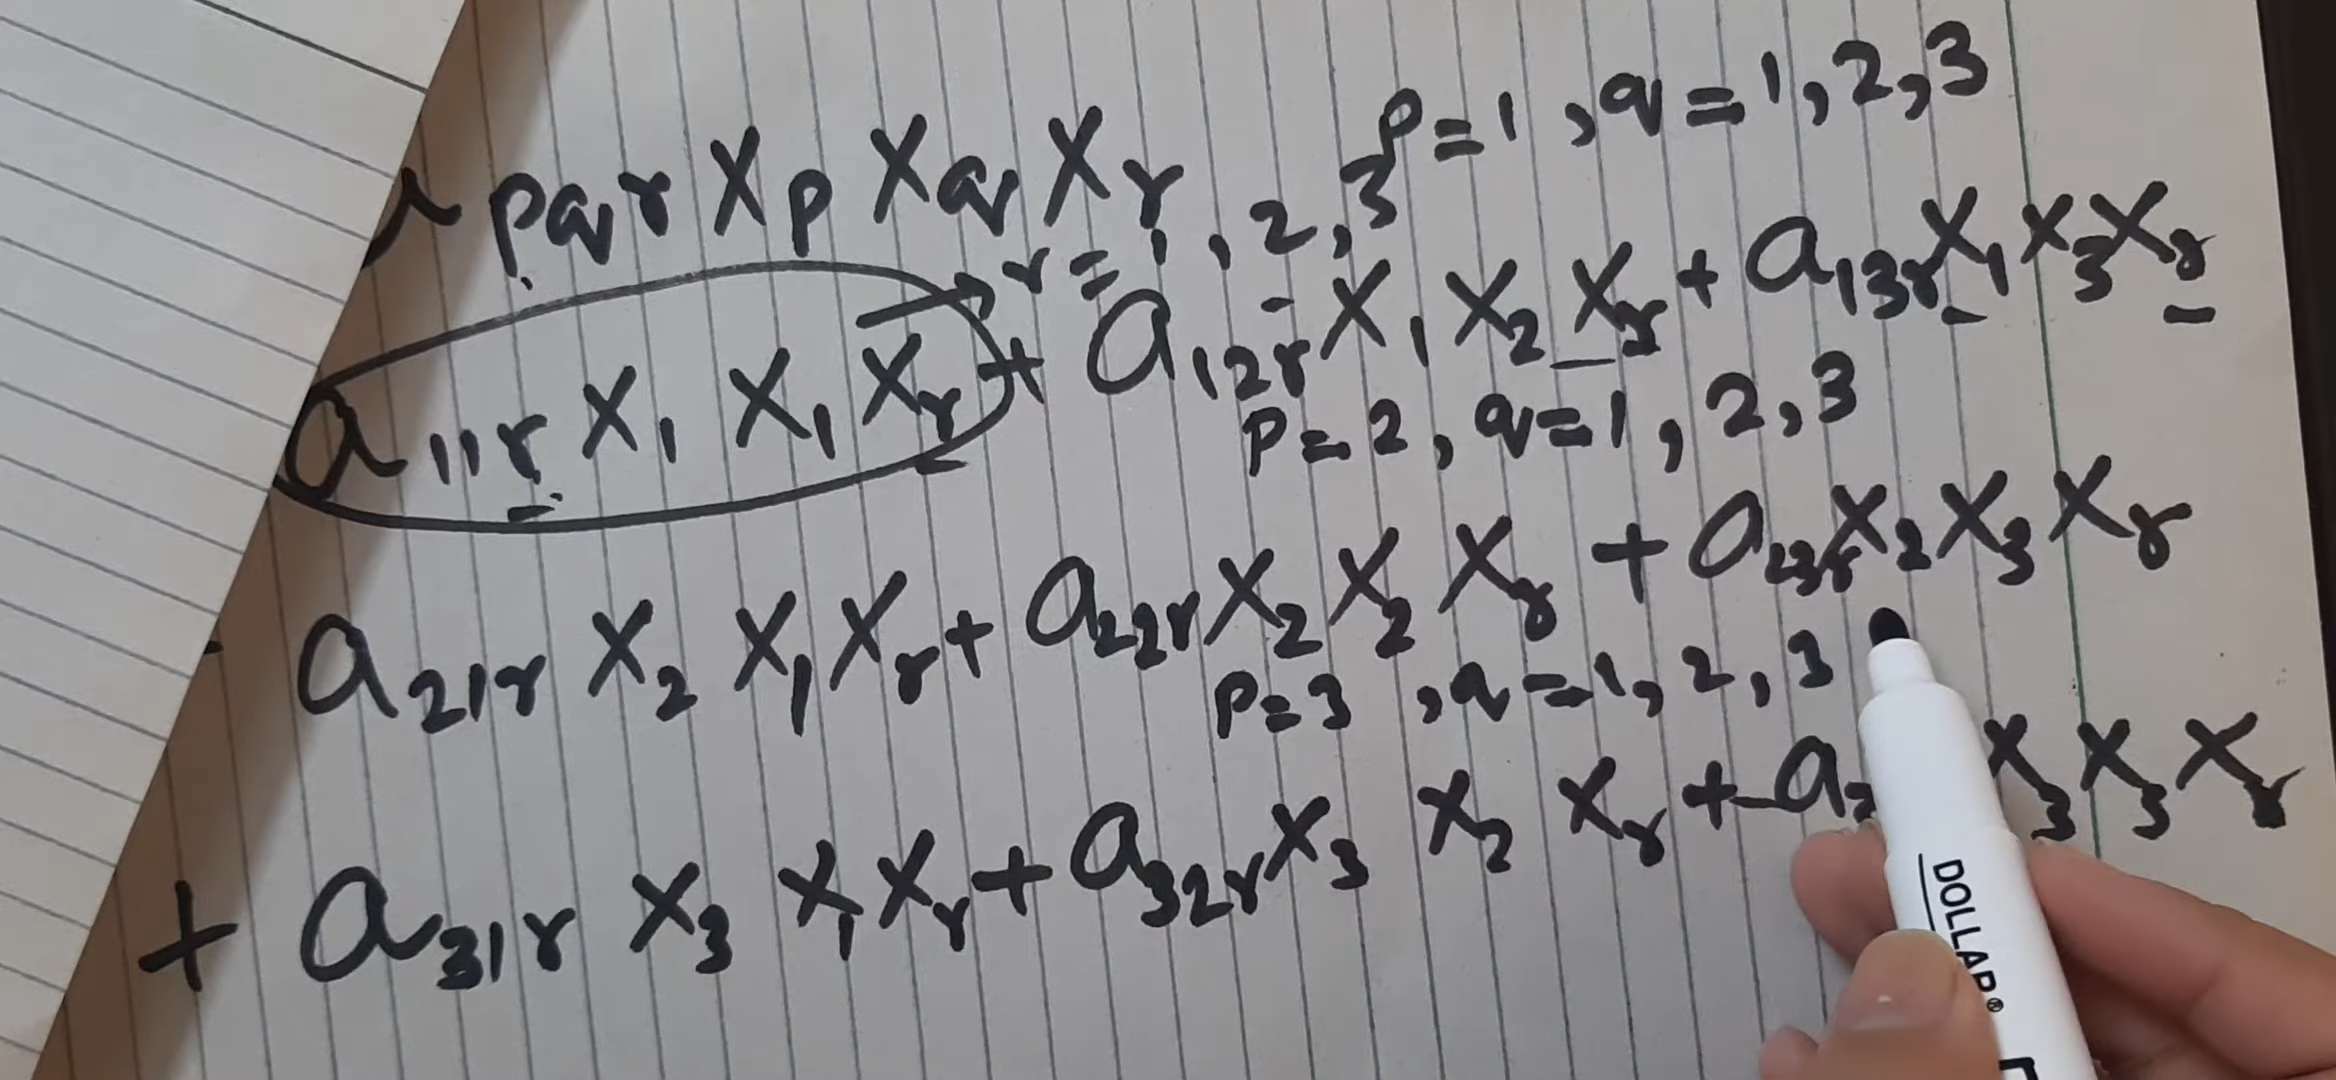 p=1, q=1,2,3
pqr Xp Xq Xr
r=1,2,3
a11r X1 X1 Xr + a12r X1 X2 Xr + a13r X1 X3 Xr
p=2, q=1,2,3
a21r X2 X1 Xr + a22r X2 X2 Xr + a23r X2 X3 Xr
p=3, q=1,2,3
+ a31r X3 X1 Xr + a32r X3 X2 Xr + a3 X3 X3 Xr
DOLLAR®